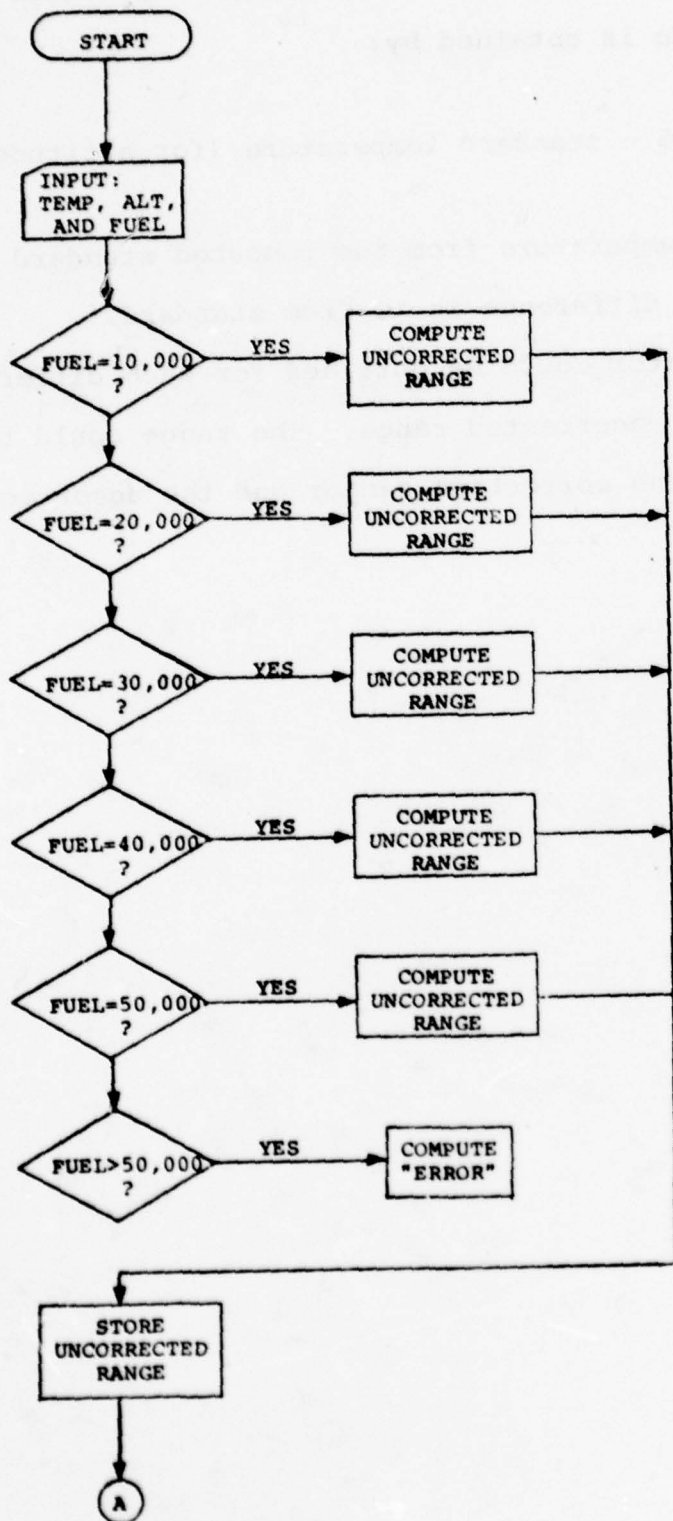 START
INPUT:
TEMP, ALT,
AND FUEL
FUEL=10,000
?
YES
COMPUTE
UNCORRECTED
RANGE
FUEL=20,000
?
YES
COMPUTE
UNCORRECTED
RANGE
FUEL=30,000
?
YES
COMPUTE
UNCORRECTED
RANGE
FUEL=40,000
?
YES
COMPUTE
UNCORRECTED
RANGE
FUEL=50,000
?
YES
COMPUTE
UNCORRECTED
RANGE
FUEL>50,000
?
YES
COMPUTE
"ERROR"
STORE
UNCORRECTED
RANGE
A